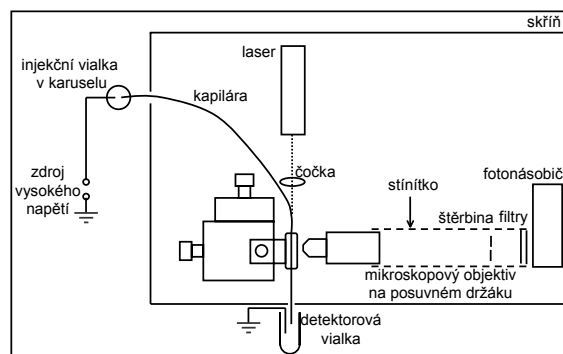 skříň
laser
injekční vialka
v karuselu
kapilára
čočka
zdroj
vysokého
napětí
stínítko
fotonásobič
štěrbina filtry
mikroskopový objektiv
na posuvném držáku
detektorová
vialka